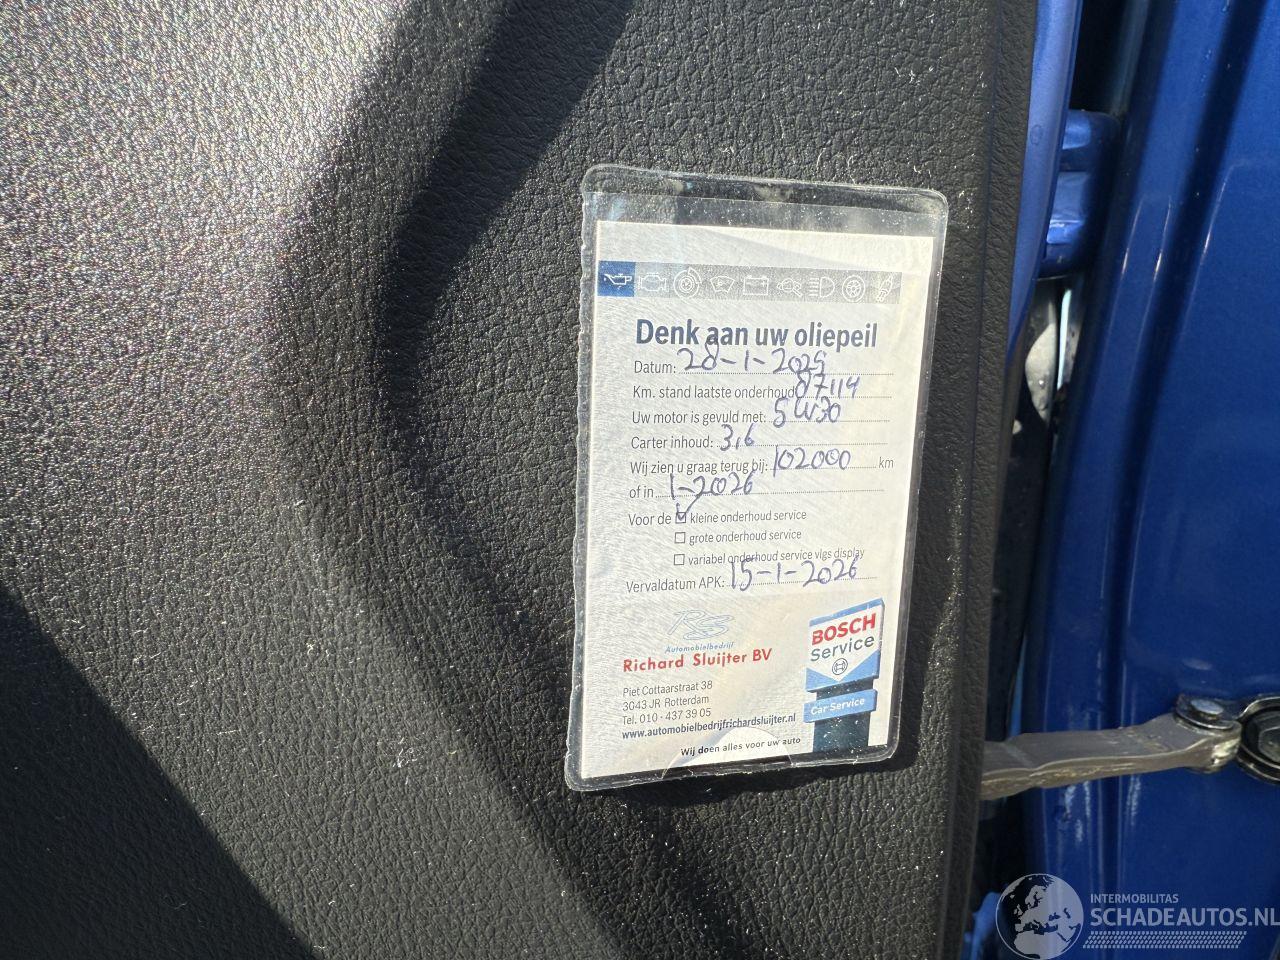 Denk aan uw oliepeil
Datum: 28-1-2025
Km. stand laatste onderhoud 87114
Uw motor is gevuld met: 5W30
Carter inhoud: 3,6
Wij zien u graag terug bij: 102000 km
of in 1-2026
Voor de ☑ kleine onderhoud service
☐ grote onderhoud service
☐ variabel onderhoud service vlgs display
Vervaldatum APK: 15-1-2026
RS
Automobielbedrijf
Richard Sluijter BV
BOSCH
Service
Car Service
Piet Cottaarstraat 38
3043 JR Rotterdam
Tel. 010 - 437 39 05
www.automobielbedrijfrichardsluijter.nl
Wij doen alles voor uw auto
INTERMOBILITAS
SCHADEAUTOS.NL